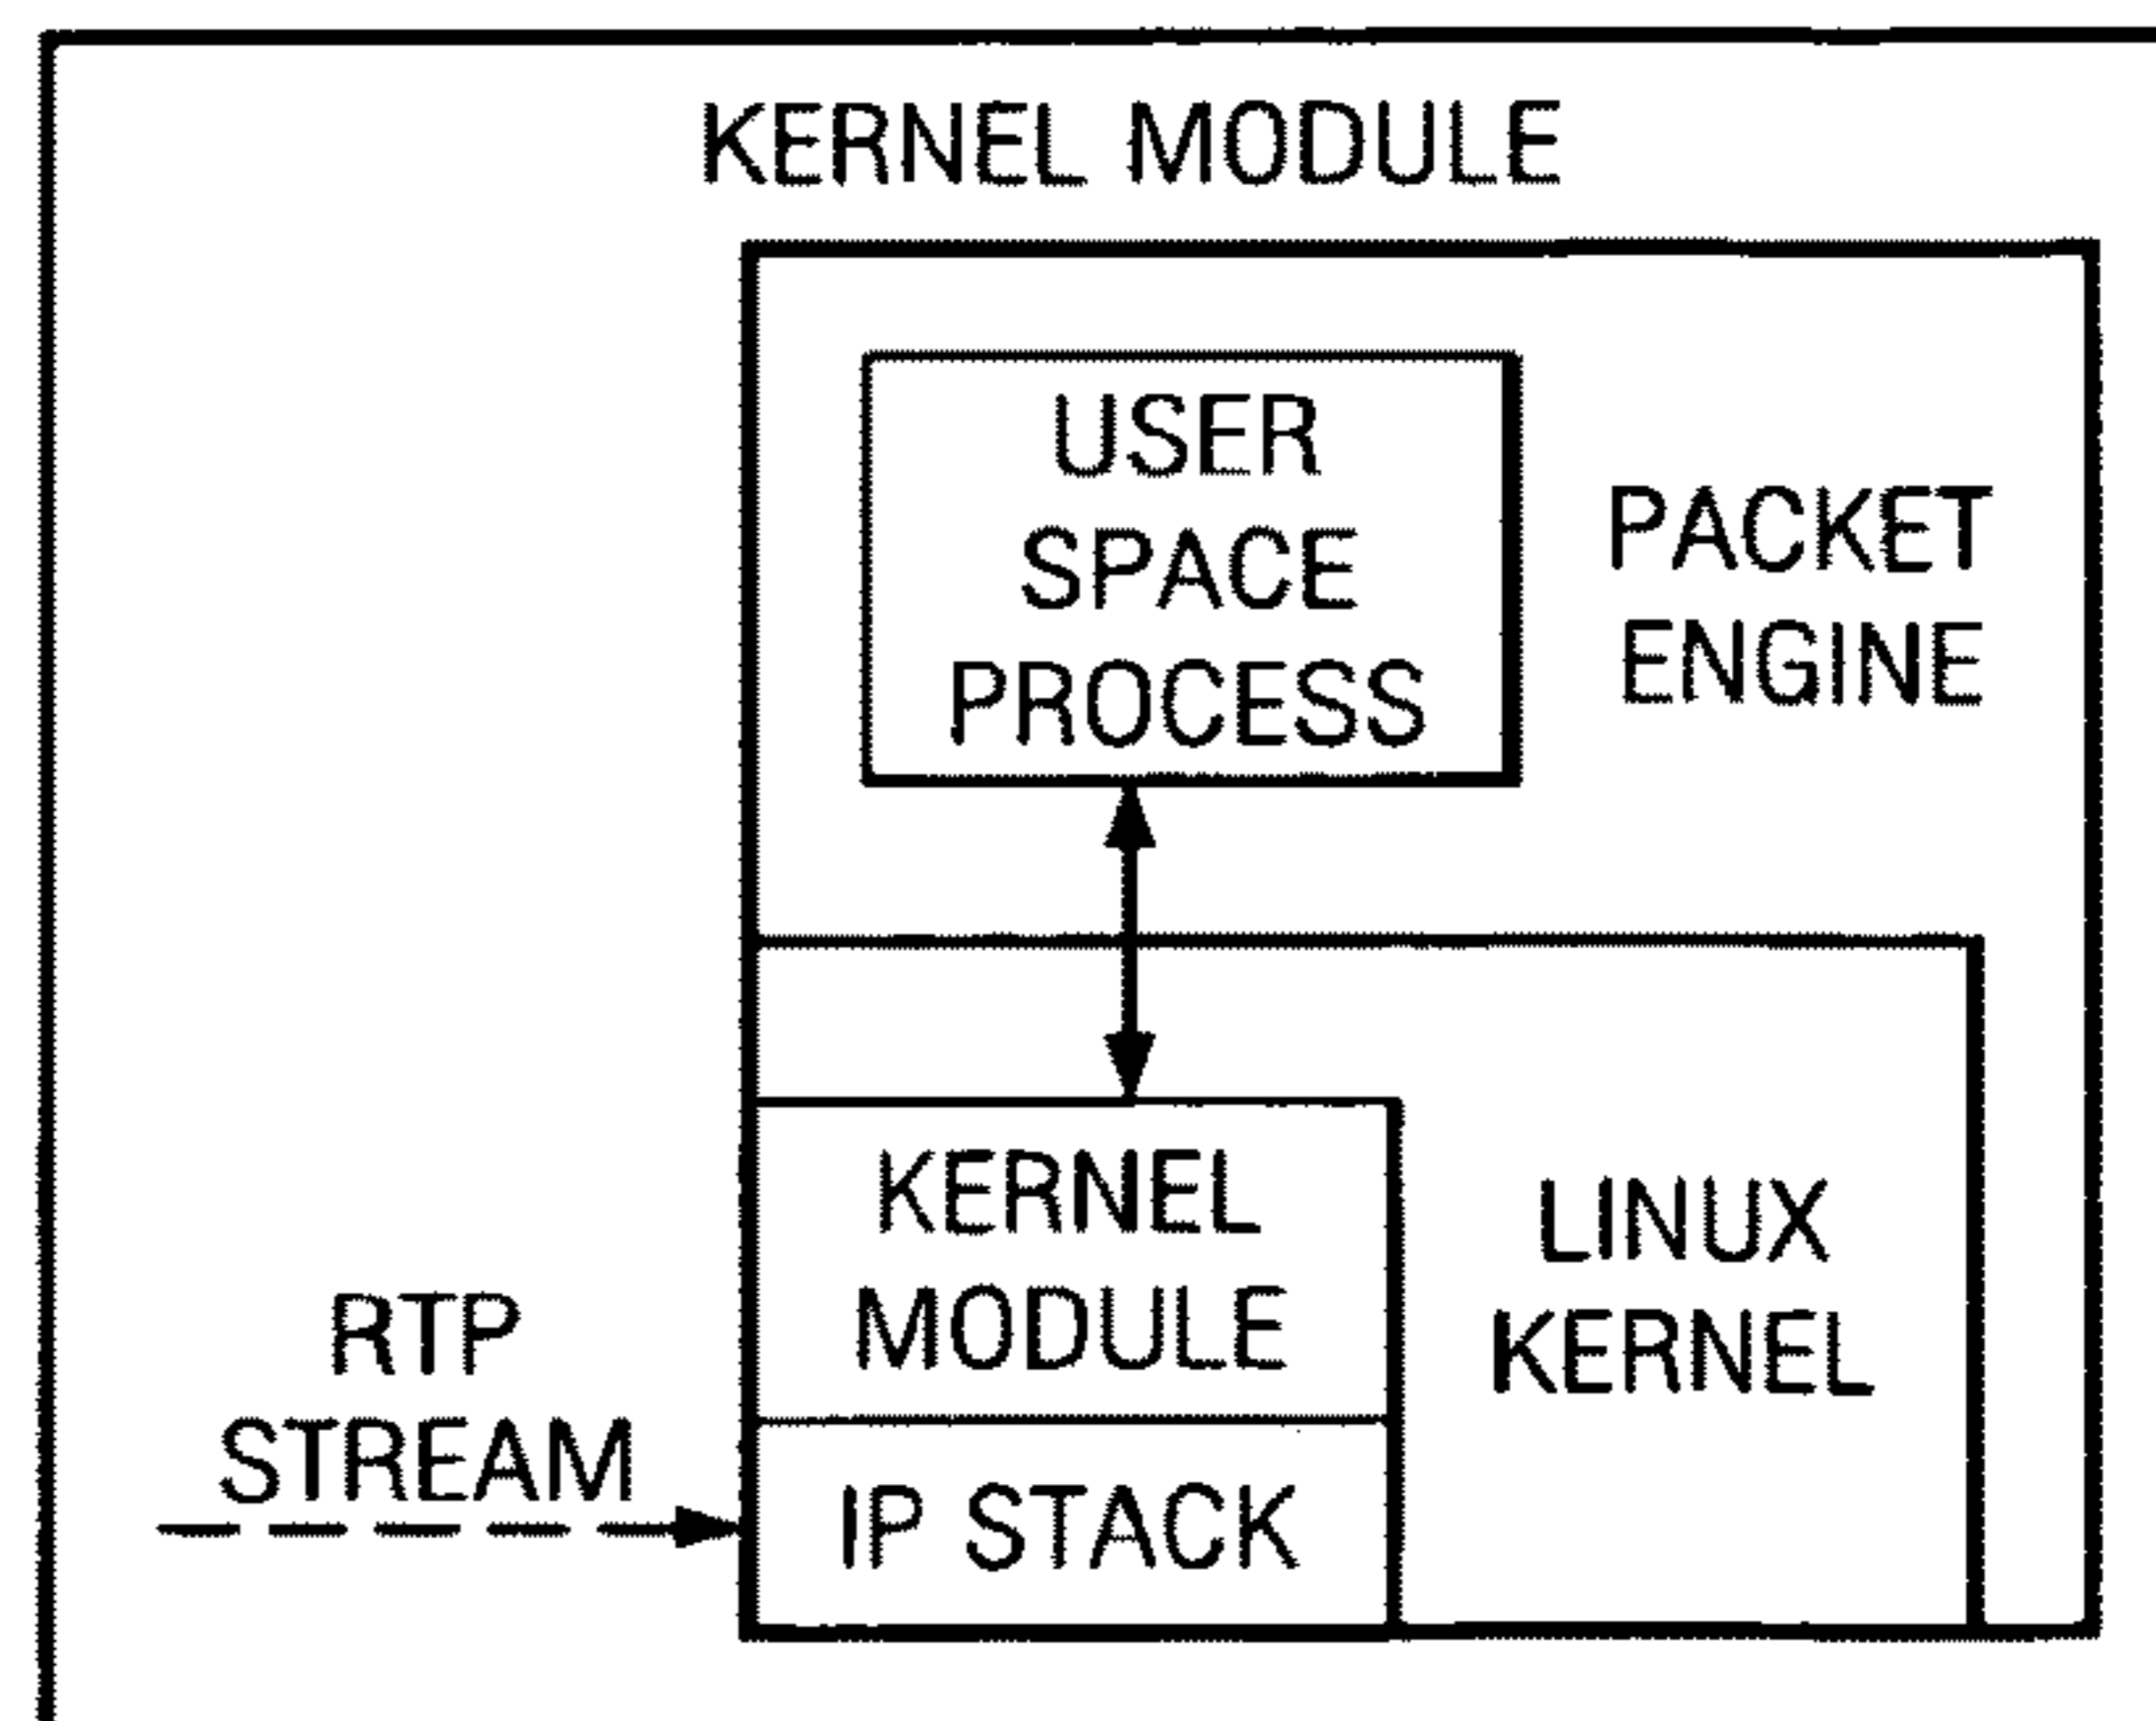 KERNEL MODULE
USER
SPACE
PROCESS
PACKET
ENGINE
KERNEL
MODULE
LINUX
KERNEL
RTP
STREAM
IP STACK